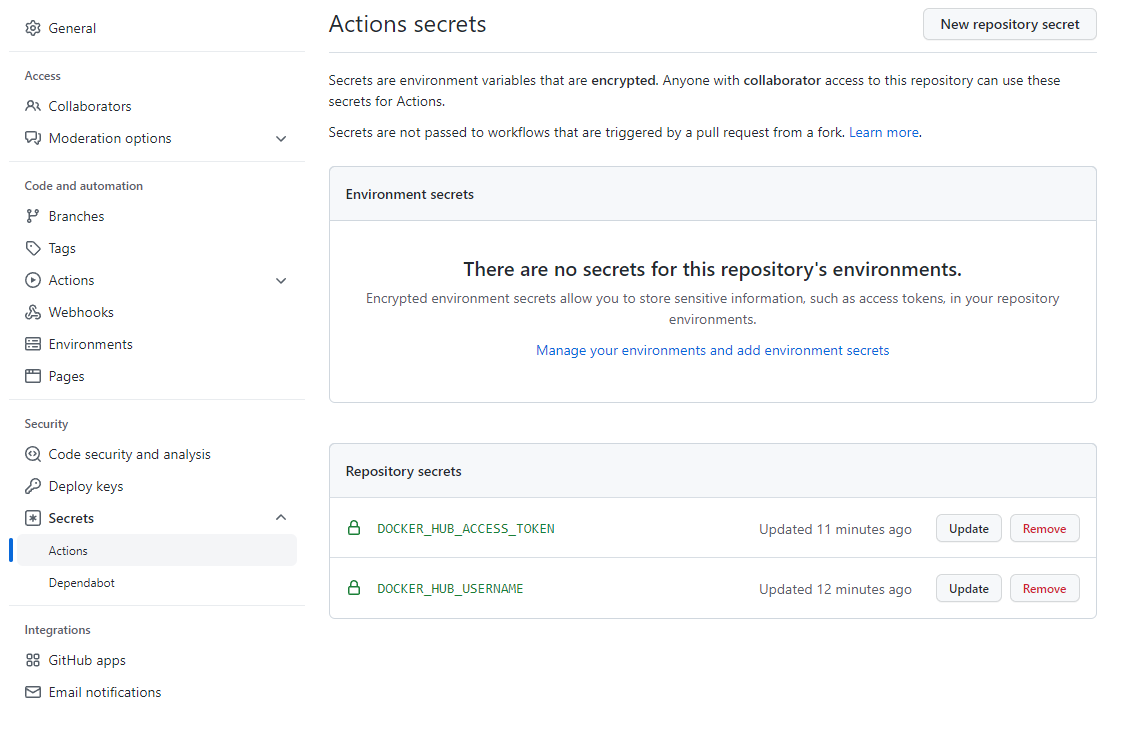 General
Access
Collaborators
Moderation options
Code and automation
Branches
Tags
Actions
Webhooks
Environments
Pages
Security
Code security and analysis
Deploy keys
Secrets
Actions
Dependabot
Integrations
GitHub apps
Email notifications
Actions secrets
New repository secret
Secrets are environment variables that are encrypted. Anyone with collaborator access to this repository can use these
secrets for Actions.
Secrets are not passed to workflows that are triggered by a pull request from a fork. Learn more.
Environment secrets
There are no secrets for this repository's environments.
Encrypted environment secrets allow you to store sensitive information, such as access tokens, in your repository
environments.
Manage your environments and add environment secrets
Repository secrets
DOCKER_HUB_ACCESS_TOKEN Updated 11 minutes ago Update Remove
DOCKER_HUB_USERNAME Updated 12 minutes ago Update Remove